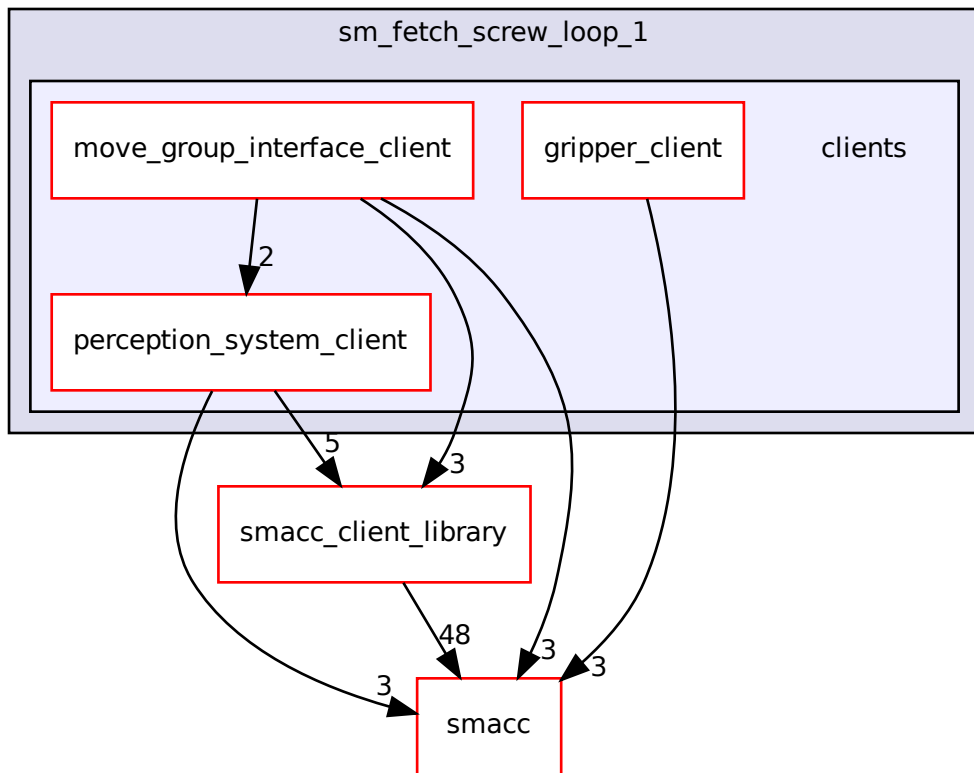 sm_fetch_screw_loop_1
move_group_interface_client
gripper_client
clients
2
perception_system_client
5
3
smacc_client_library
48
3
3
3
smacc